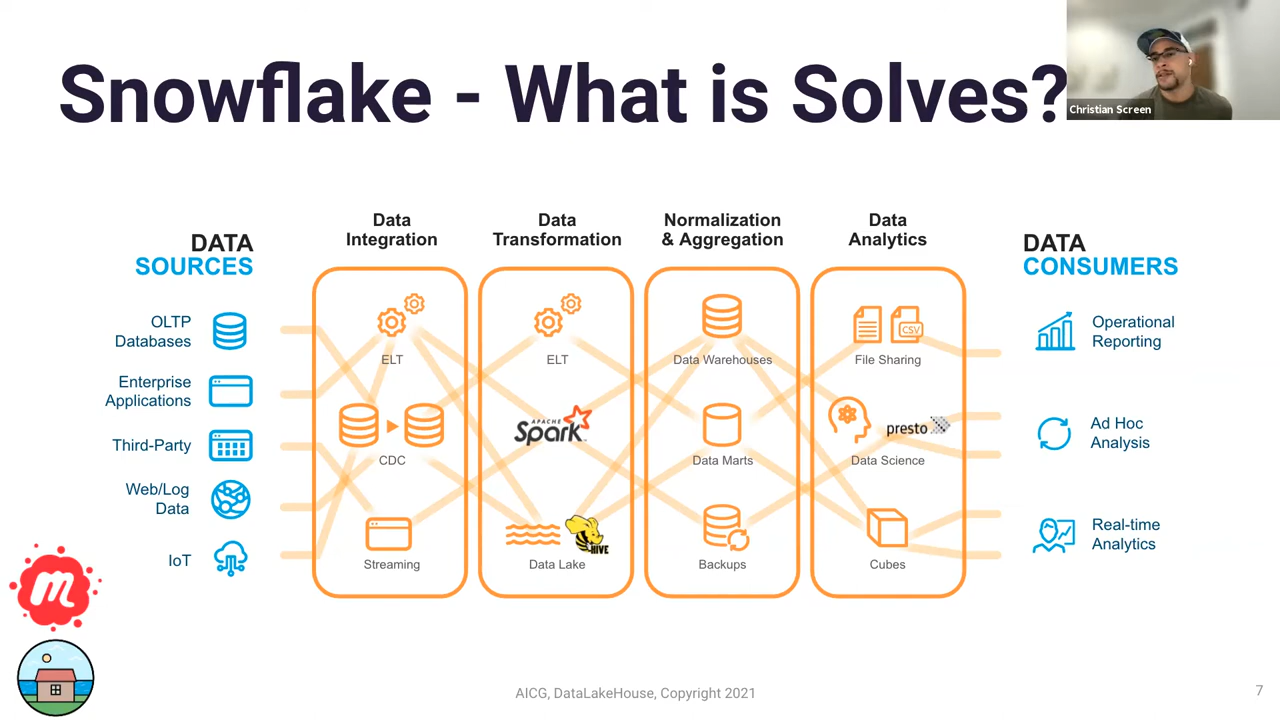 Snowflake - What is Solves?
Christian Screen
DATA
SOURCES
OLTP
Databases
Enterprise
Applications
Third-Party
Web/Log
Data
IoT
Data
Integration
ELT
CDC
Streaming
Data
Transformation
ELT
APACHE
Spark
HIVE
Data Lake
Normalization
& Aggregation
Data Warehouses
Data Marts
Backups
Data
Analytics
CSV
File Sharing
presto
Data Science
Cubes
DATA
CONSUMERS
Operational
Reporting
Ad Hoc
Analysis
Real-time
Analytics
m
AICG, DataLakeHouse, Copyright 2021
7